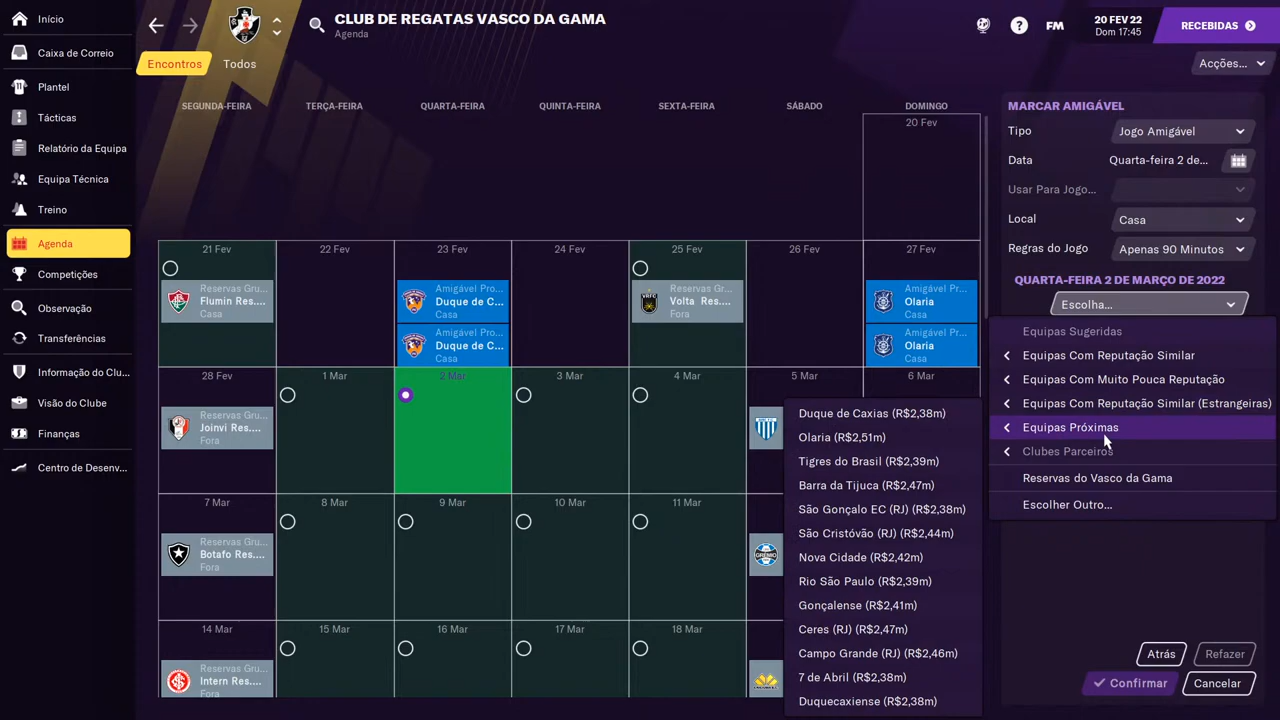 Início
Caixa de Correio
Plantel
Tácticas
Relatório da Equipa
Equipa Técnica
Treino
Agenda
Competições
Observação
Transferências
Informação do Clu...
Visão do Clube
Finanças
Centro de Desenv...
CLUB DE REGATAS VASCO DA GAMA
Agenda
FM
20 FEV 22
Dom 17:45
RECEBIDAS
Encontros Todos
Acções...
SEGUNDA-FEIRA TERÇA-FEIRA QUARTA-FEIRA QUINTA-FEIRA SEXTA-FEIRA SÁBADO DOMINGO
20 Fev
21 Fev 22 Fev 23 Fev 24 Fev 25 Fev 26 Fev 27 Fev
Reservas Gru...
Flumin Res....
Casa
Amigável Pro...
Duque de C...
Casa
Amigável Pro...
Duque de C...
Casa
Reservas Gr...
Volta Res....
Fora
Amigável Pr...
Olaria
Casa
Amigável Pr...
Olaria
Casa
28 Fev 1 Mar 2 Mar 3 Mar 4 Mar 5 Mar 6 Mar
Reservas Gru...
Joinvi Res....
Fora
7 Mar 8 Mar 9 Mar 10 Mar 11 Mar
Reservas Gru...
Botafo Res....
Fora
14 Mar 15 Mar 16 Mar 17 Mar 18 Mar
Reservas Gru...
Intern Res....
Fora
Duque de Caxias (R$2,38m)
Olaria (R$2,51m)
Tigres do Brasil (R$2,39m)
Barra da Tijuca (R$2,47m)
São Gonçalo EC (RJ) (R$2,38m)
São Cristóvão (RJ) (R$2,44m)
Nova Cidade (R$2,42m)
Rio São Paulo (R$2,39m)
Gonçalense (R$2,41m)
Ceres (RJ) (R$2,47m)
Campo Grande (RJ) (R$2,46m)
7 de Abril (R$2,38m)
Duquecaxiense (R$2,38m)
MARCAR AMIGÁVEL
Tipo Jogo Amigável
Data Quarta-feira 2 de...
Usar Para Jogo...
Local Casa
Regras do Jogo Apenas 90 Minutos
QUARTA-FEIRA 2 DE MARÇO DE 2022
Escolha...
Equipas Sugeridas
Equipas Com Reputação Similar
Equipas Com Muito Pouca Reputação
Equipas Com Reputação Similar (Estrangeiras)
Equipas Próximas
Clubes Parceiros
Reservas do Vasco da Gama
Escolher Outro...
Atrás Refazer
Confirmar Cancelar